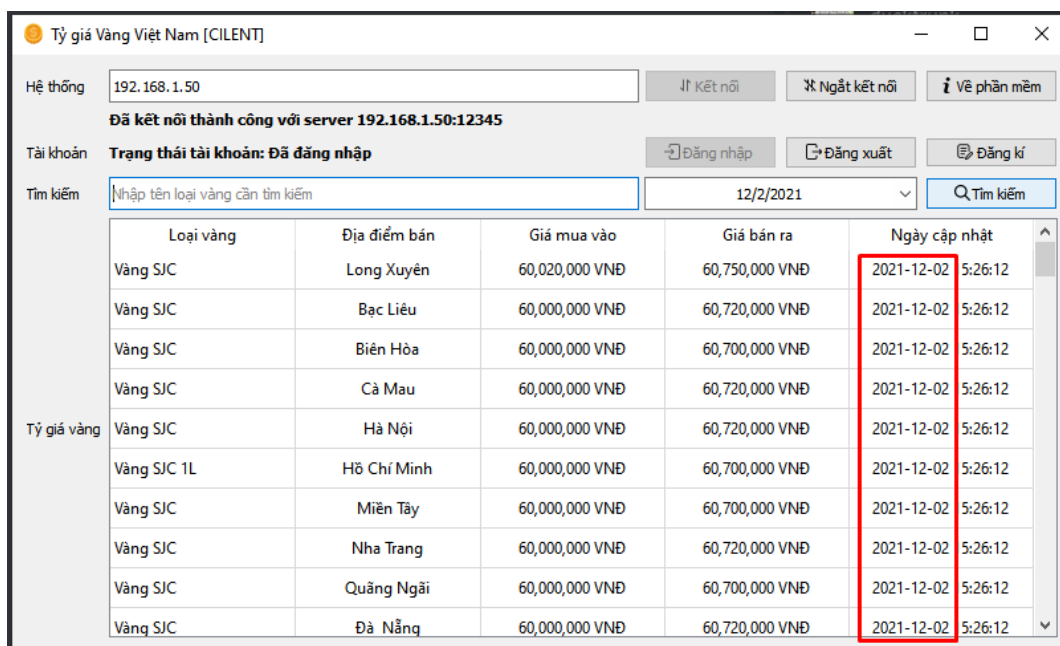 Tỷ giá Vàng Việt Nam [CILENT]
Hệ thống 192.168.1.50 Kết nối Ngắt kết nối Về phần mềm
Đã kết nối thành công với server 192.168.1.50:12345
Tài khoản Trạng thái tài khoản: Đã đăng nhập Đăng nhập Đăng xuất Đăng kí
Tìm kiếm Nhập tên loại vàng cần tìm kiếm 12/2/2021 Tìm kiếm
Loại vàng Địa điểm bán Giá mua vào Giá bán ra Ngày cập nhật
Vàng SJC Long Xuyên 60,020,000 VNĐ 60,750,000 VNĐ 2021-12-02 5:26:12
Vàng SJC Bạc Liêu 60,000,000 VNĐ 60,720,000 VNĐ 2021-12-02 5:26:12
Vàng SJC Biên Hòa 60,000,000 VNĐ 60,700,000 VNĐ 2021-12-02 5:26:12
Vàng SJC Cà Mau 60,000,000 VNĐ 60,720,000 VNĐ 2021-12-02 5:26:12
Tỷ giá vàng Vàng SJC Hà Nội 60,000,000 VNĐ 60,720,000 VNĐ 2021-12-02 5:26:12
Vàng SJC 1L Hồ Chí Minh 60,000,000 VNĐ 60,700,000 VNĐ 2021-12-02 5:26:12
Vàng SJC Miền Tây 60,000,000 VNĐ 60,700,000 VNĐ 2021-12-02 5:26:12
Vàng SJC Nha Trang 60,000,000 VNĐ 60,720,000 VNĐ 2021-12-02 5:26:12
Vàng SJC Quãng Ngãi 60,000,000 VNĐ 60,700,000 VNĐ 2021-12-02 5:26:12
Vàng SJC Đà Nẵng 60,000,000 VNĐ 60,720,000 VNĐ 2021-12-02 5:26:12